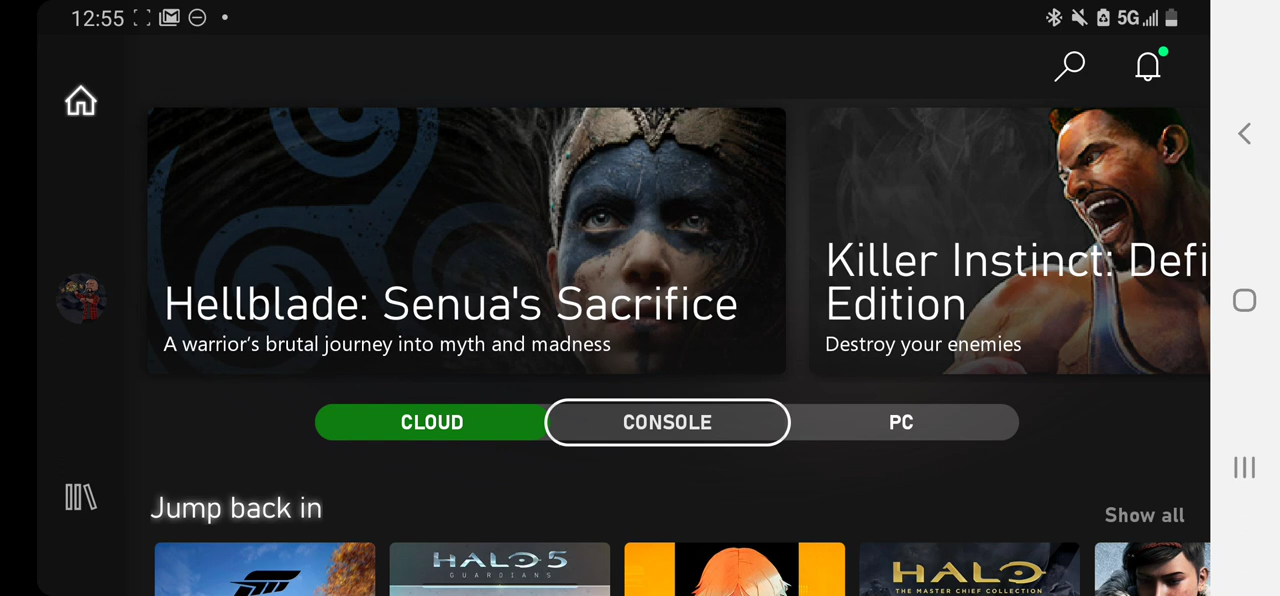 12:55
5G
Hellblade: Senua's Sacrifice
A warrior's brutal journey into myth and madness
Killer Instinct: Defi
Edition
Destroy your enemies
CLOUD
CONSOLE
PC
Jump back in
Show all
HALO 5
GUARDIANS
HALO
THE MASTER CHIEF COLLECTION